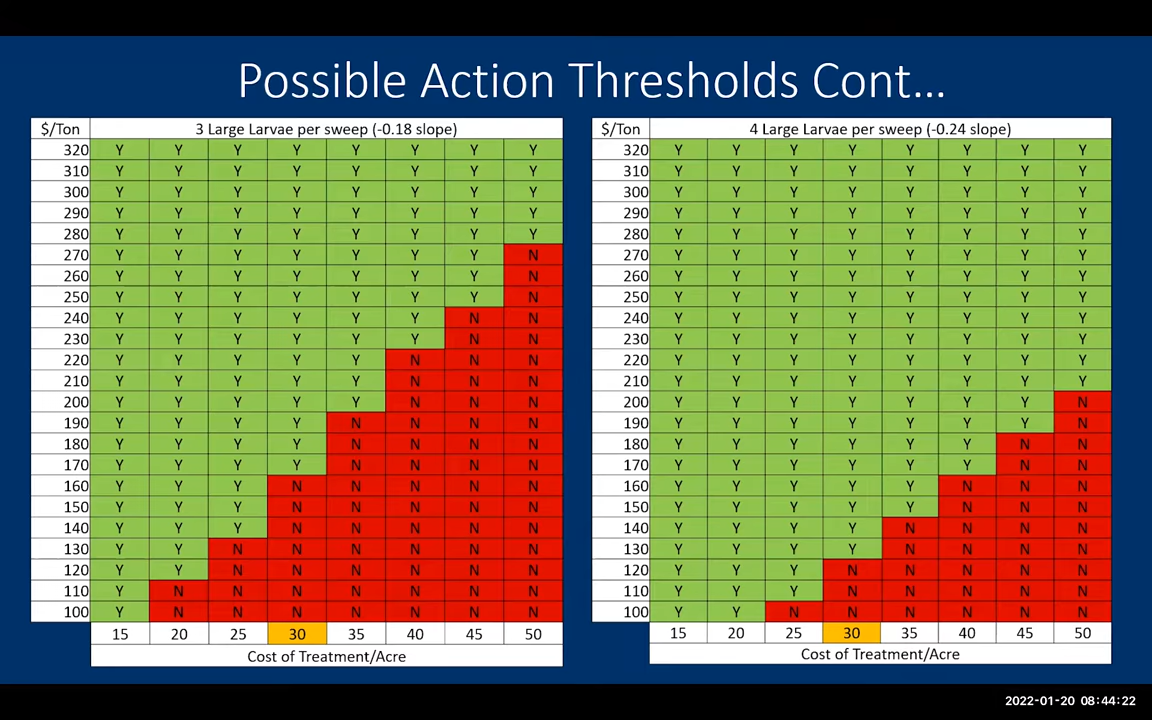 Possible Action Thresholds Cont…
$/Ton 3 Large Larvae per sweep (-0.18 slope)
320 Y Y Y Y Y Y Y Y
310 Y Y Y Y Y Y Y Y
300 Y Y Y Y Y Y Y Y
290 Y Y Y Y Y Y Y Y
280 Y Y Y Y Y Y Y Y
270 Y Y Y Y Y Y Y N
260 Y Y Y Y Y Y Y N
250 Y Y Y Y Y Y Y N
240 Y Y Y Y Y Y N N
230 Y Y Y Y Y Y N N
220 Y Y Y Y Y N N N
210 Y Y Y Y Y N N N
200 Y Y Y Y Y N N N
190 Y Y Y Y N N N N
180 Y Y Y Y N N N N
170 Y Y Y Y N N N N
160 Y Y Y N N N N N
150 Y Y Y N N N N N
140 Y Y Y N N N N N
130 Y Y N N N N N N
120 Y Y N N N N N N
110 Y N N N N N N N
100 Y N N N N N N N
15 20 25 30 35 40 45 50
Cost of Treatment/Acre
$/Ton 4 Large Larvae per sweep (-0.24 slope)
320 Y Y Y Y Y Y Y Y
310 Y Y Y Y Y Y Y Y
300 Y Y Y Y Y Y Y Y
290 Y Y Y Y Y Y Y Y
280 Y Y Y Y Y Y Y Y
270 Y Y Y Y Y Y Y Y
260 Y Y Y Y Y Y Y Y
250 Y Y Y Y Y Y Y Y
240 Y Y Y Y Y Y Y Y
230 Y Y Y Y Y Y Y Y
220 Y Y Y Y Y Y Y Y
210 Y Y Y Y Y Y Y Y
200 Y Y Y Y Y Y Y N
190 Y Y Y Y Y Y Y N
180 Y Y Y Y Y Y N N
170 Y Y Y Y Y Y N N
160 Y Y Y Y Y N N N
150 Y Y Y Y Y N N N
140 Y Y Y Y N N N N
130 Y Y Y Y N N N N
120 Y Y Y N N N N N
110 Y Y Y N N N N N
100 Y Y N N N N N N
15 20 25 30 35 40 45 50
Cost of Treatment/Acre
2022-01-20 08:44:22